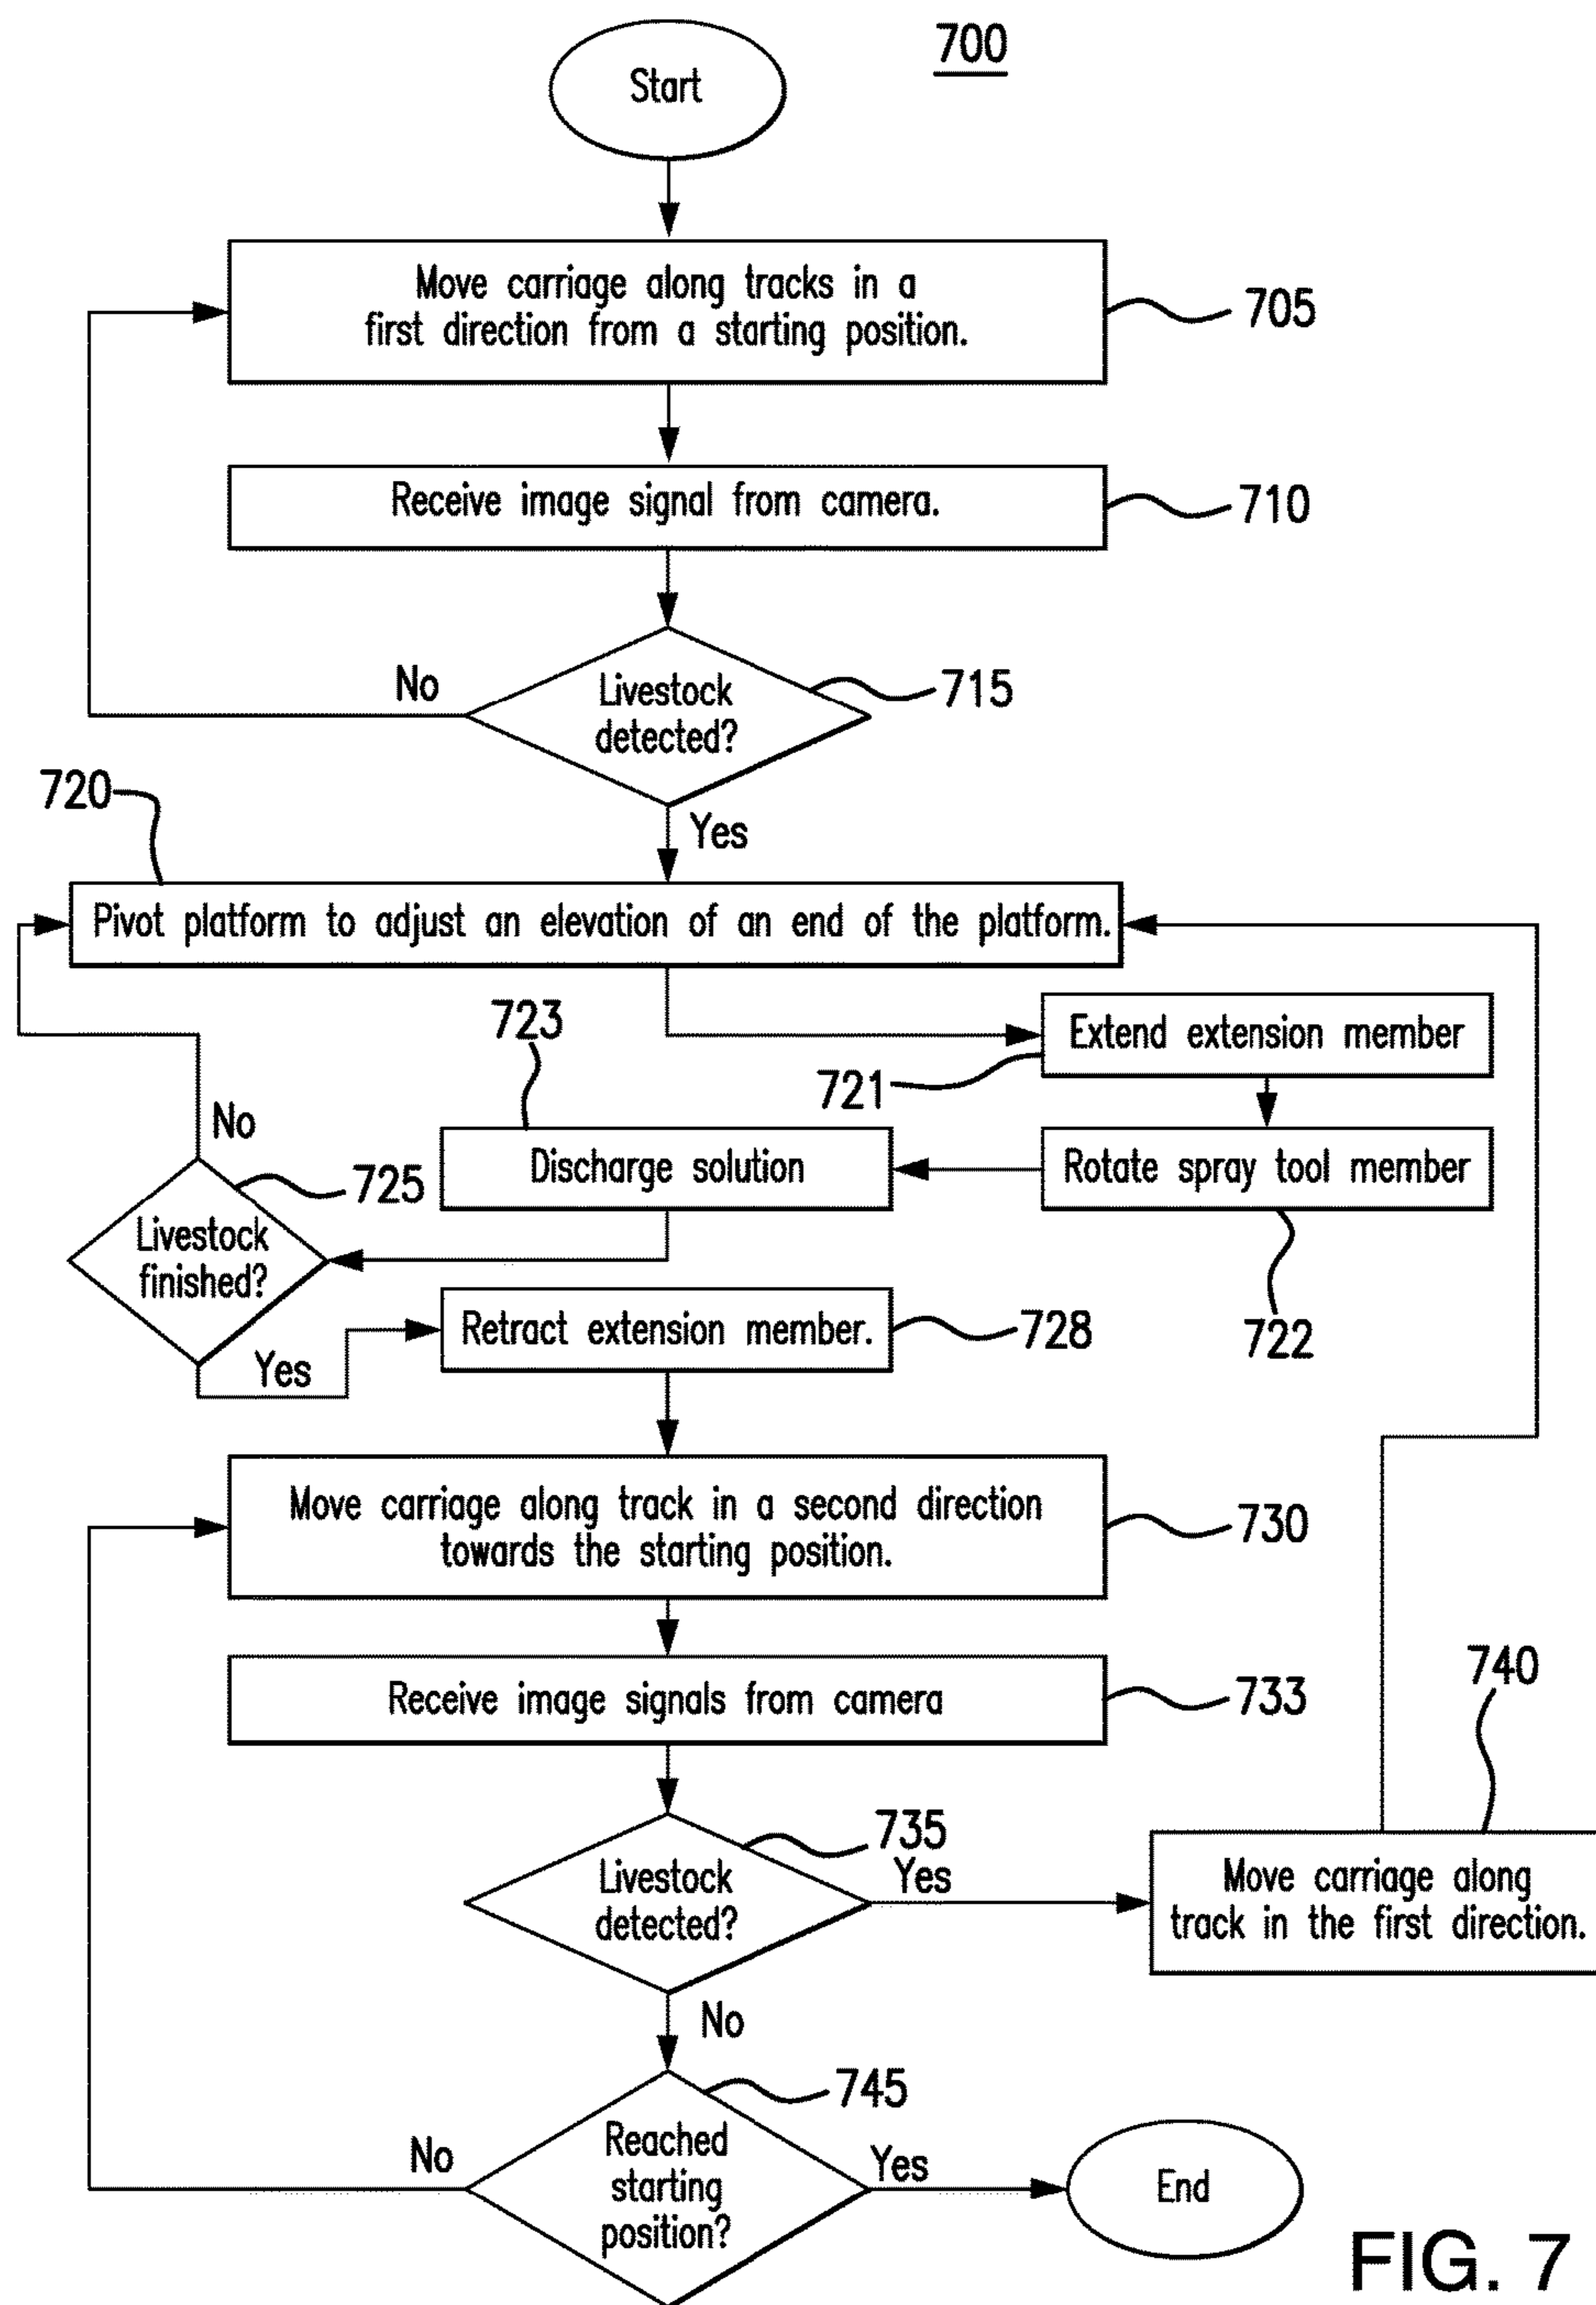 700
Start
Move carriage along tracks in a
first direction from a starting position.
705
Receive image signal from camera.
710
Livestock
detected?
715
No
Yes
720
Pivot platform to adjust an elevation of an end of the platform.
Extend extension member
721
Rotate spray tool member
722
723
Discharge solution
Livestock
finished?
725
No
Yes
Retract extension member.
728
Move carriage along track in a second direction
towards the starting position.
730
Receive image signals from camera
733
Livestock
detected?
735
Yes
740
Move carriage along
track in the first direction.
No
Reached
starting
position?
745
No
Yes
End
FIG. 7